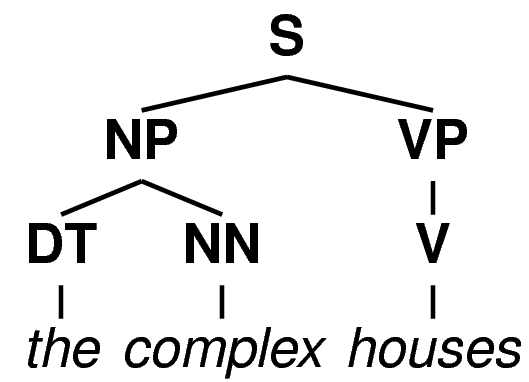 S
NP VP
DT NN V
the complex houses